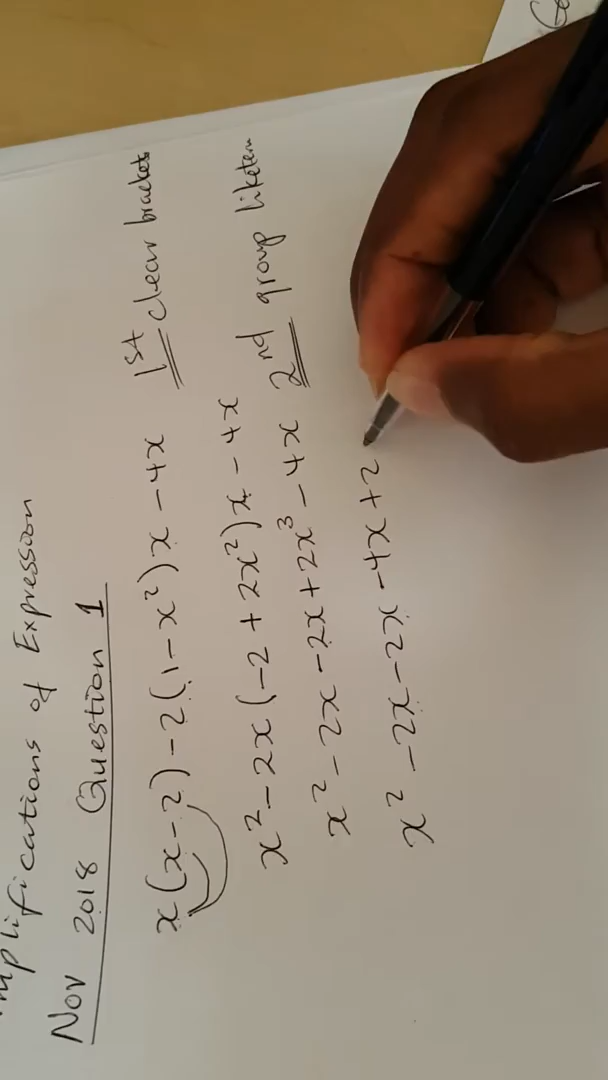 Simplifications of Expression
Nov 2018 Question 1
x(x-2)-2(1-x²)x-4x 1st clear brackets
x²-2x(-2+2x²)x-4x
x²-2x-2x+2x³-4x 2nd group liketem
x²-2x-2x-4x+2